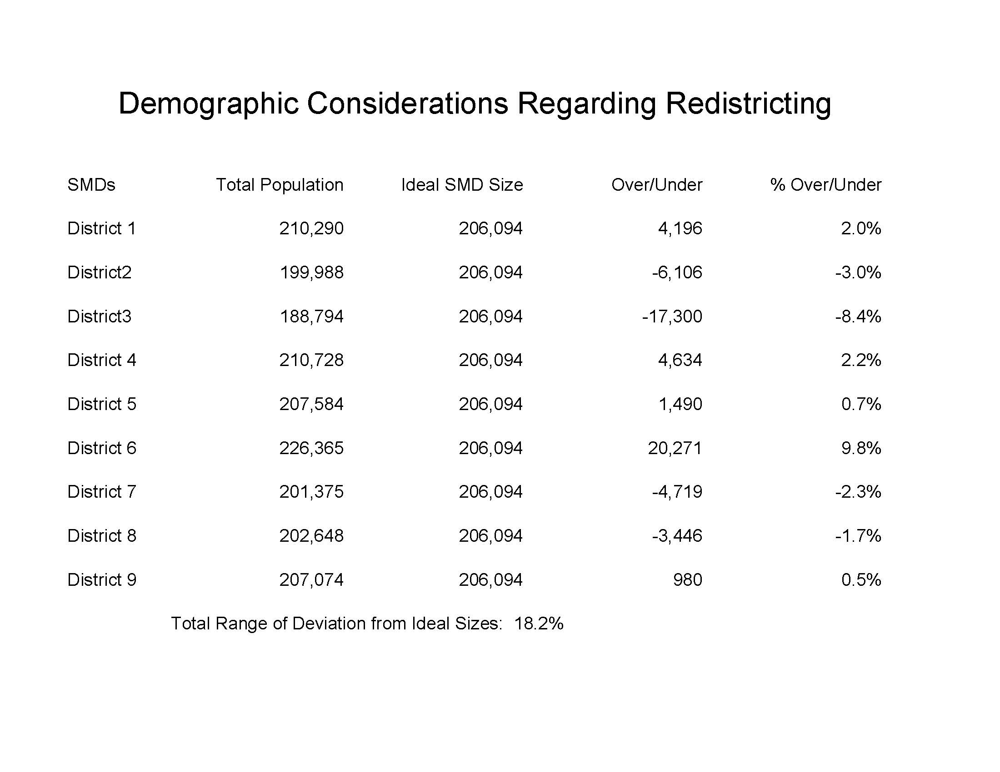 Demographic Considerations Regarding Redistricting
SMDs Total Population Ideal SMD Size Over/Under % Over/Under
District 1 210,290 206,094 4,196 2.0%
District2 199,988 206,094 -6,106 -3.0%
District3 188,794 206,094 -17,300 -8.4%
District 4 210,728 206,094 4,634 2.2%
District 5 207,584 206,094 1,490 0.7%
District 6 226,365 206,094 20,271 9.8%
District 7 201,375 206,094 -4,719 -2.3%
District 8 202,648 206,094 -3,446 -1.7%
District 9 207,074 206,094 980 0.5%
Total Range of Deviation from Ideal Sizes: 18.2%